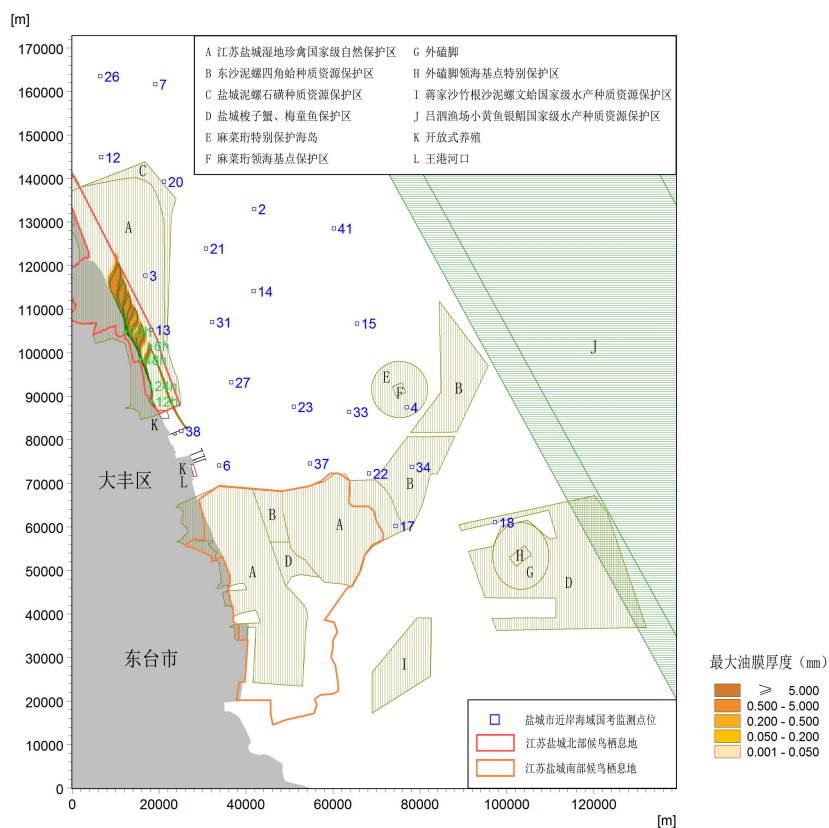 [m]
170000
160000
150000
140000
130000
120000
110000
100000
90000
80000
70000
60000
50000
40000
30000
20000
10000
0
0
20000
40000
60000
80000
100000
120000
[m]
A 江苏盐城湿地珍禽国家级自然保护区
B 东沙泥螺四角蛤种质资源保护区
C 盐城泥螺石磺种质资源保护区
D 盐城梭子蟹、梅童鱼保护区
E 麻菜珩特别保护海岛
F 麻菜珩领海基点保护区
G 外磕脚
H 外磕脚领海基点特别保护区
I 蒋家沙竹根沙泥螺文蛤国家级水产种质资源保护区
J 吕泗渔场小黄鱼银鲳国家级水产种质资源保护区
K 开放式养殖
L 王港河口
26
7
12
C
20
2
A
21
41
3
14
13
31
15
6h
48h
J
27
E
F
B
24h
12h
23
33
4
K
38
大丰区
K
L
6
37
22
34
B
B
A
17
18
D
A
H
G
D
东台市
I
最大油膜厚度（mm）
≥ 5.000
0.500 - 5.000
0.200 - 0.500
0.050 - 0.200
0.001 - 0.050
盐城市近岸海域国考监测点位
江苏盐城北部候鸟栖息地
江苏盐城南部候鸟栖息地